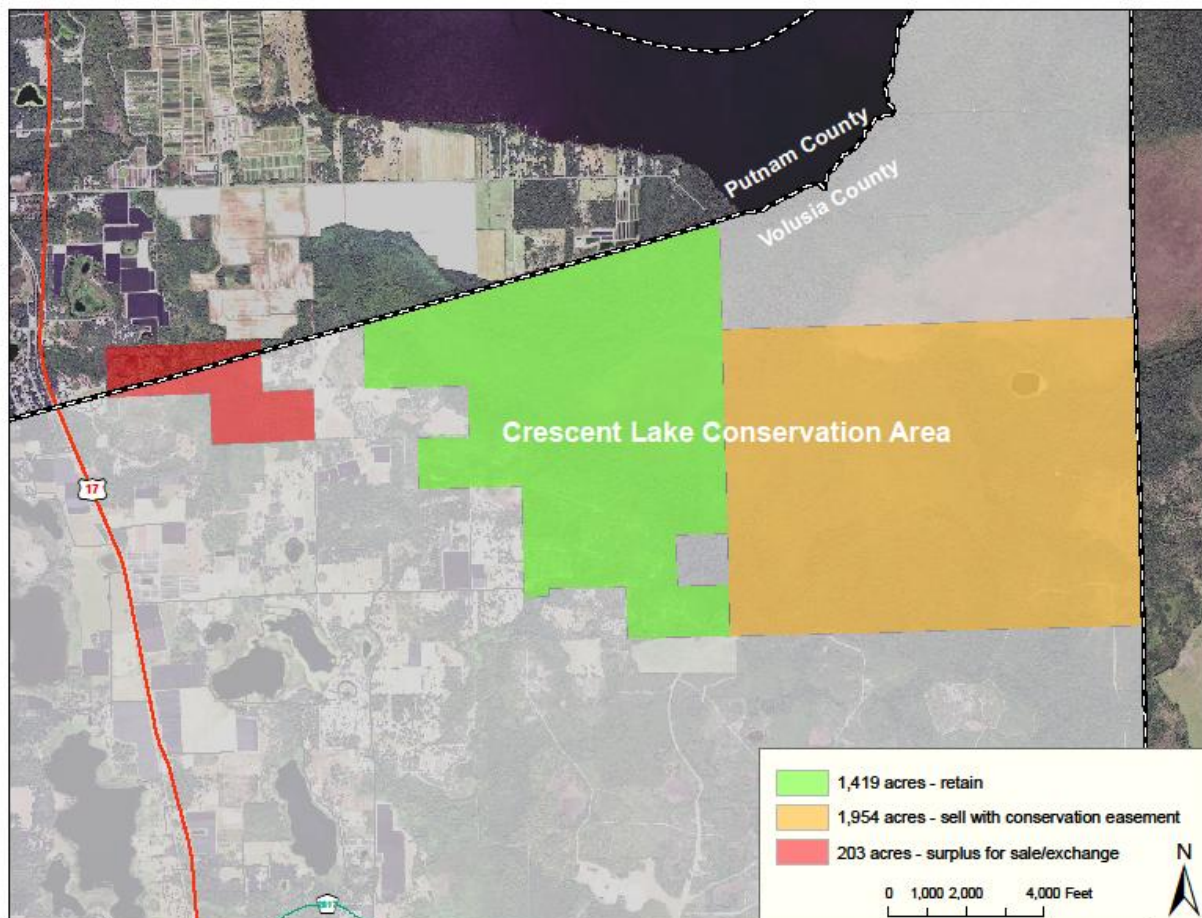 Putnam County
Volusia County
Crescent Lake Conservation Area
17
1,419 acres - retain
1,954 acres - sell with conservation easement
203 acres - surplus for sale/exchange
N
0 1,000 2,000 4,000 Feet